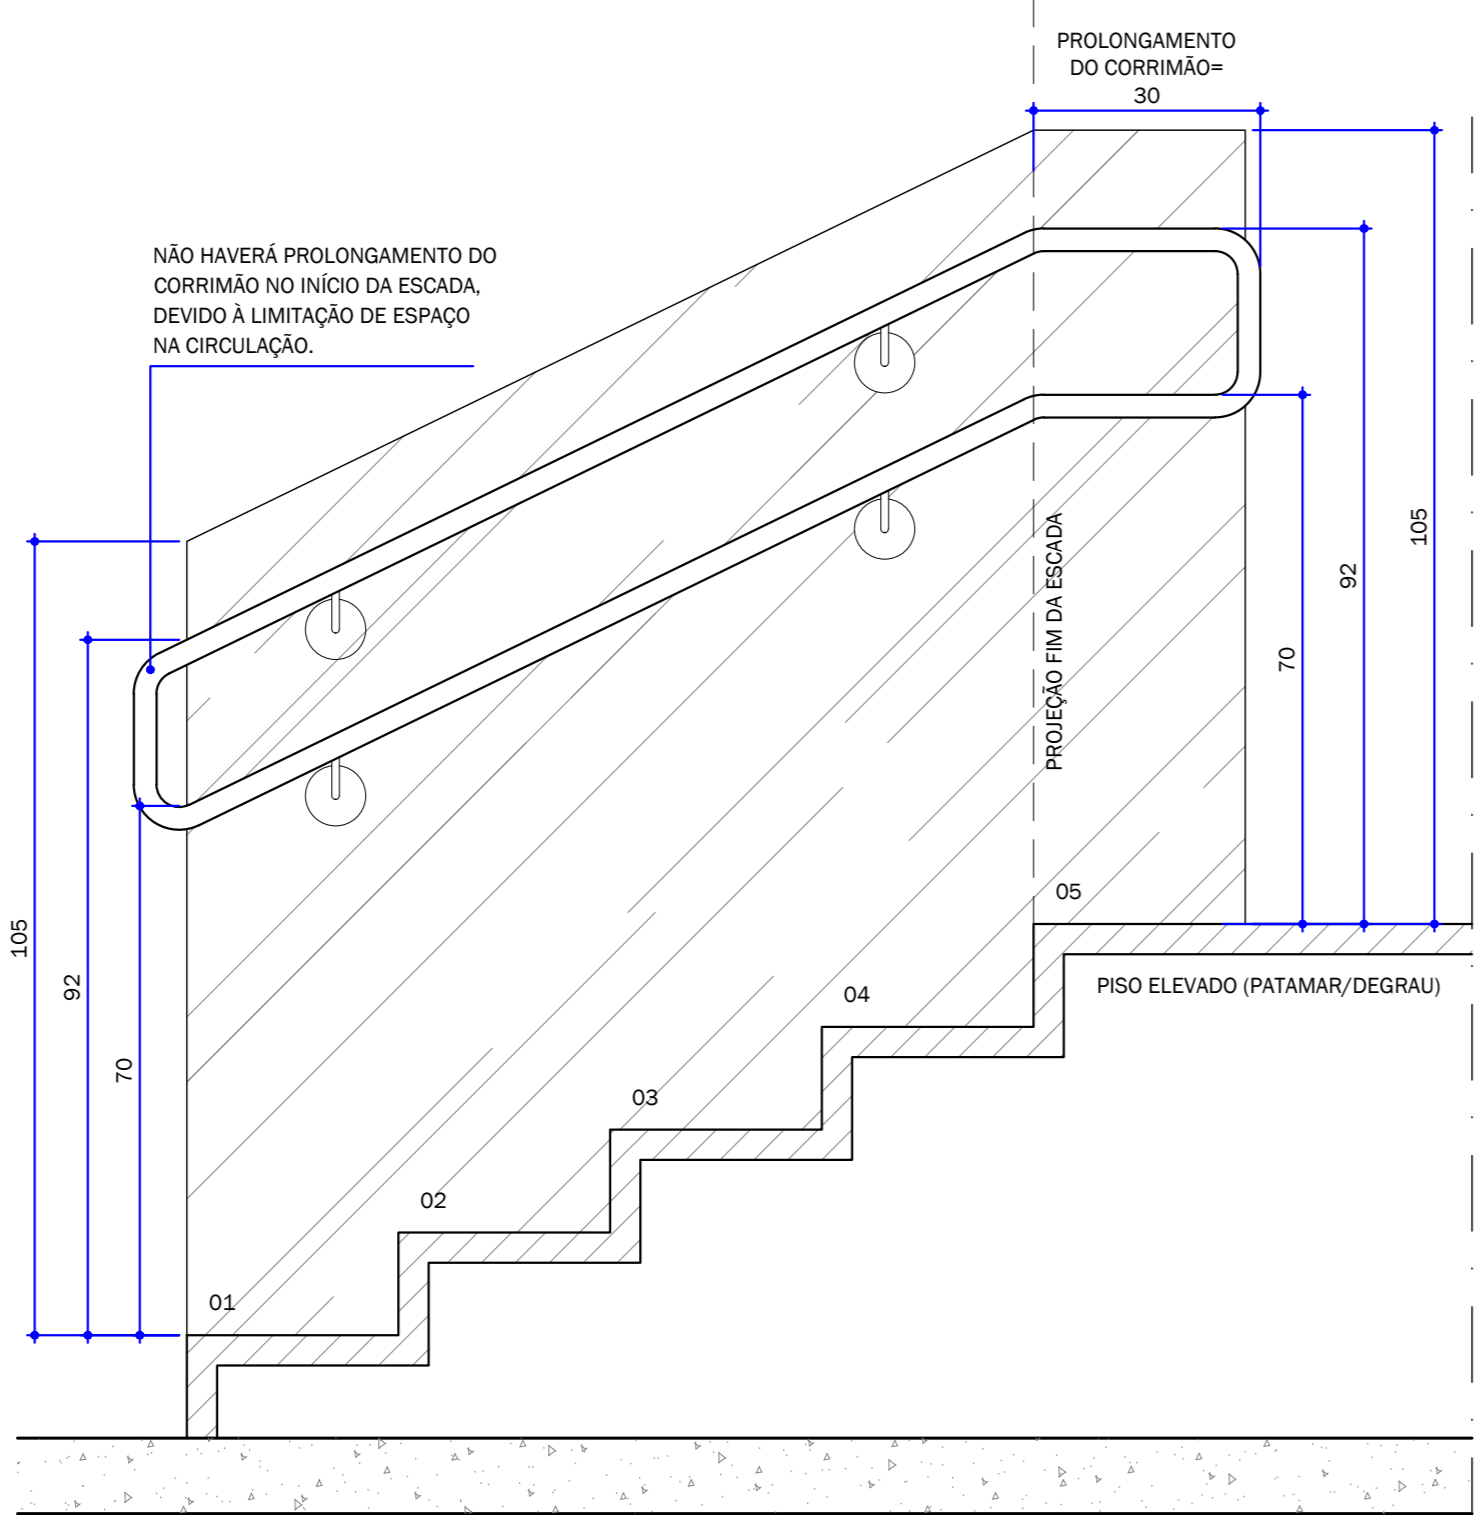 PROLONGAMENTO
DO CORRIMÃO=
30
NÃO HAVERÁ PROLONGAMENTO DO
CORRIMÃO NO INÍCIO DA ESCADA,
DEVIDO À LIMITAÇÃO DE ESPAÇO
NA CIRCULAÇÃO.
105
92
70
PROJEÇÃO FIM DA ESCADA
70
92
105
05
04
03
02
01
PISO ELEVADO (PATAMAR/DEGRAU)